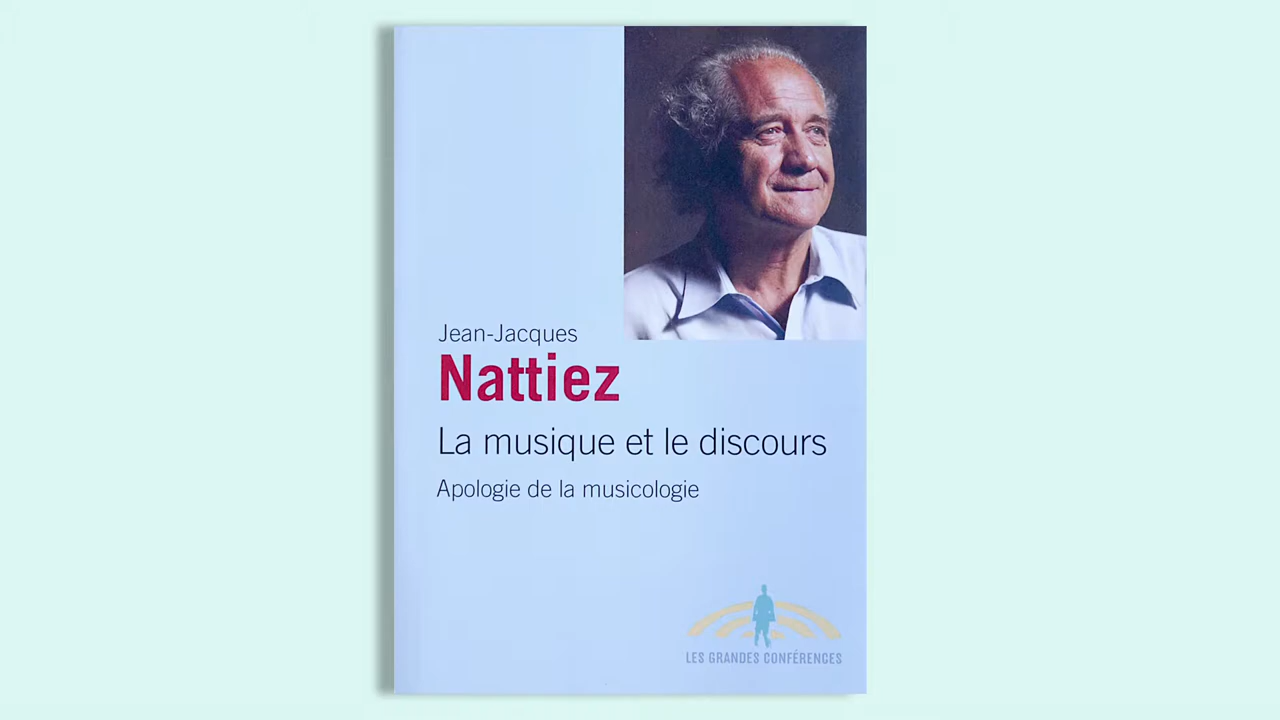 Jean-Jacques
Nattiez
La musique et le discours
Apologie de la musicologie
LES GRANDES CONFÉRENCES